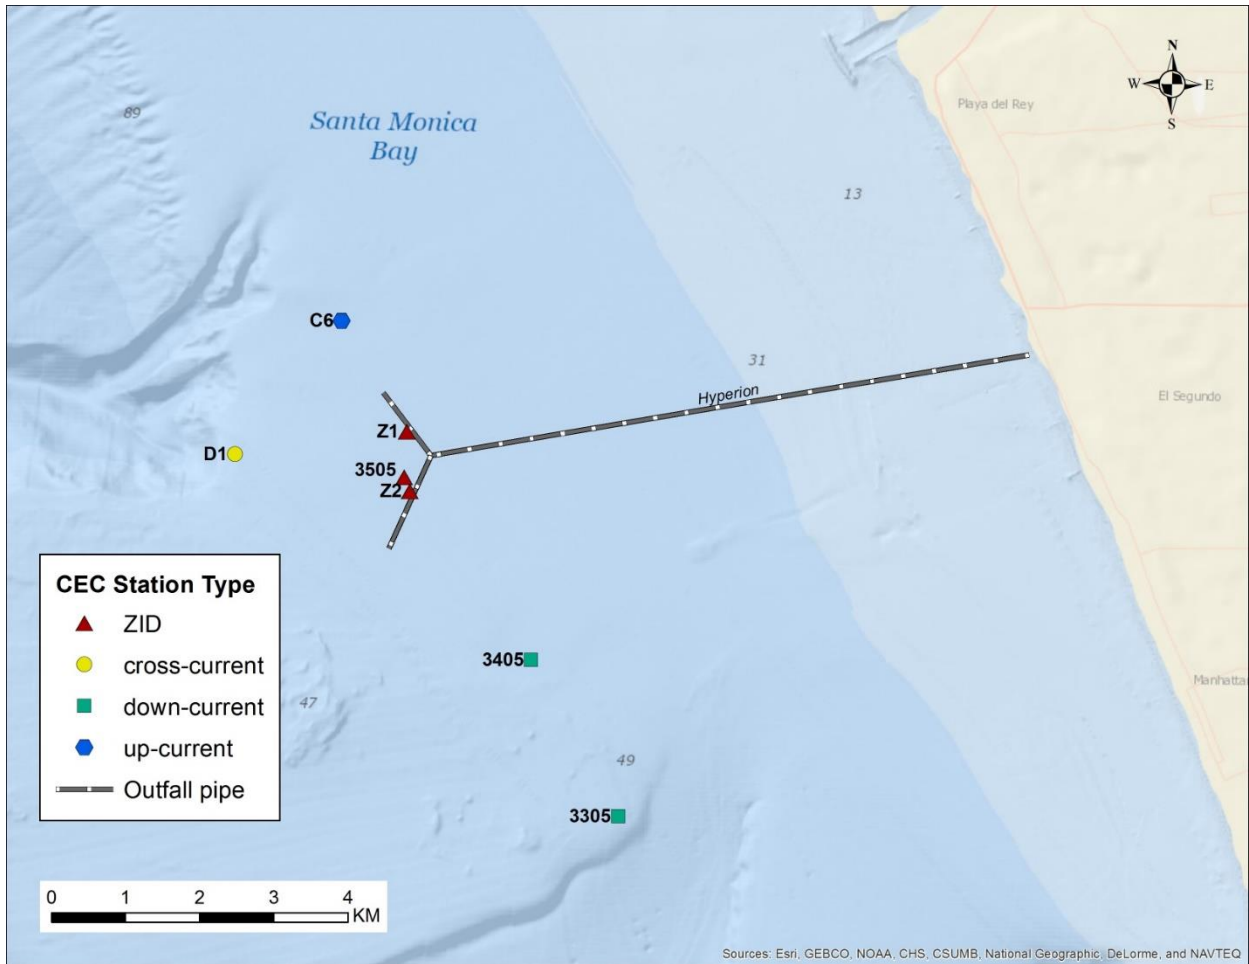 N
W E
S
Playa del Rey
Santa Monica
Bay
89
13
C6
31
Hyperion
El Segundo
Z1
D1
3505
Z2
CEC Station Type
ZID
cross-current
down-current
up-current
Outfall pipe
3405
Manhattan
47
49
3305
0 1 2 3 4
KM
Sources: Esri, GEBCO, NOAA, CHS, CSUMB, National Geographic, DeLorme, and NAVTEQ